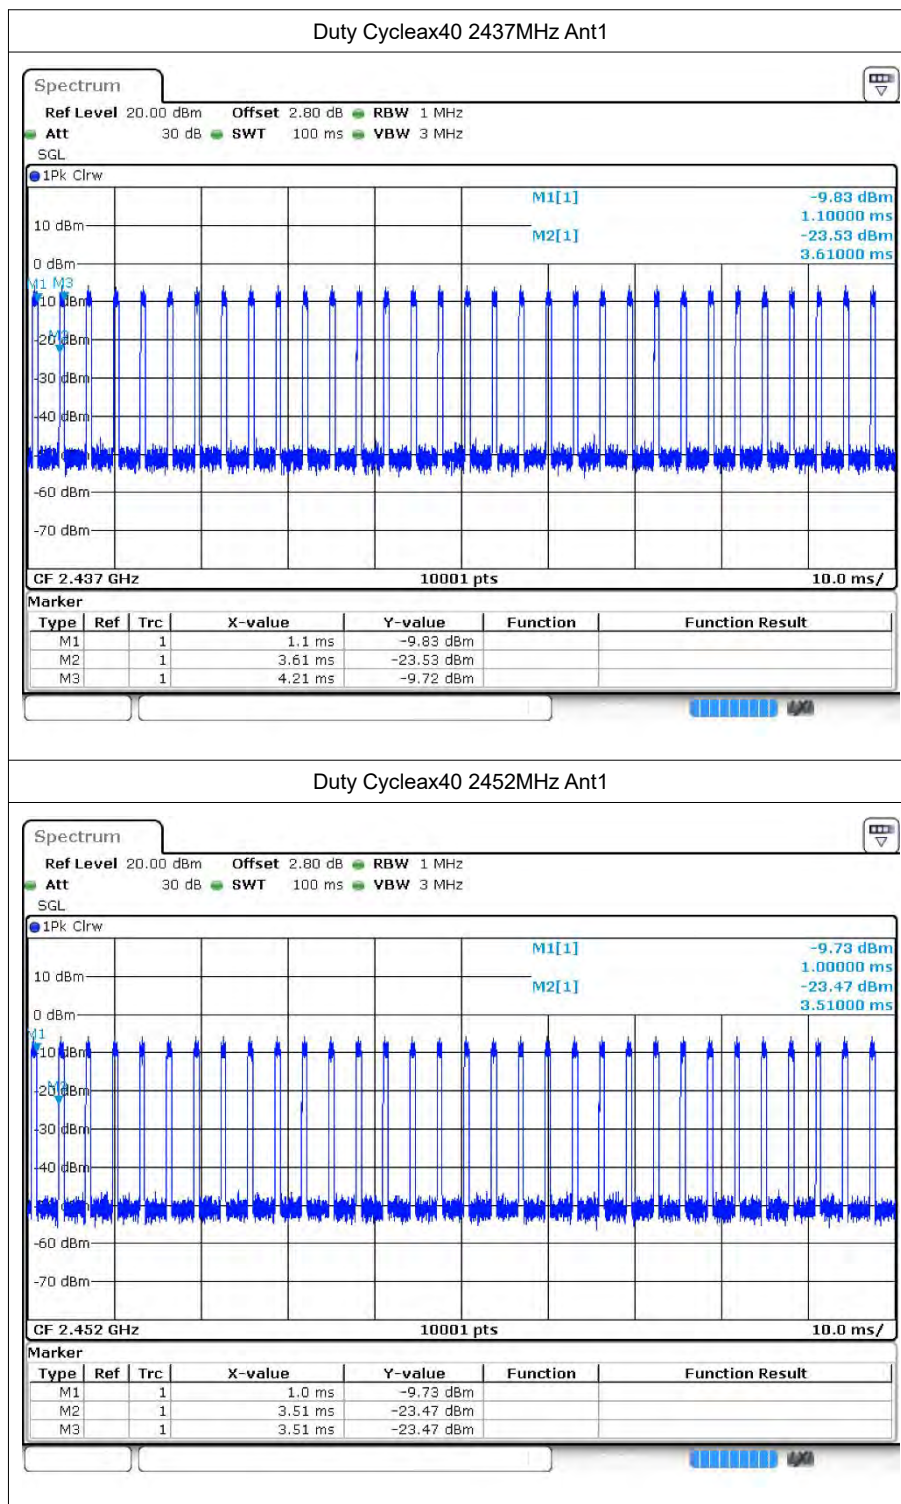 Duty Cycleax40 2437MHz Ant1
Spectrum
Ref Level 20.00 dBm Offset 2.80 dB RBW 1 MHz
Att 30 dB SWT 100 ms VBW 3 MHz
SGL
1Pk Clrw
M1[1] -9.83 dBm
1.10000 ms
10 dBm
M2[1] -23.53 dBm
3.61000 ms
0 dBm
M1 M3
-10 dBm
M2
-20 dBm
-30 dBm
-40 dBm
-60 dBm
-70 dBm
CF 2.437 GHz 10001 pts 10.0 ms/
Marker
Type Ref Trc X-value Y-value Function Function Result
M1 1 1.1 ms -9.83 dBm
M2 1 3.61 ms -23.53 dBm
M3 1 4.21 ms -9.72 dBm
Duty Cycleax40 2452MHz Ant1
Spectrum
Ref Level 20.00 dBm Offset 2.80 dB RBW 1 MHz
Att 30 dB SWT 100 ms VBW 3 MHz
SGL
1Pk Clrw
M1[1] -9.73 dBm
1.00000 ms
10 dBm
M2[1] -23.47 dBm
3.51000 ms
0 dBm
M1
-10 dBm
-20 dBm
-30 dBm
-40 dBm
-60 dBm
-70 dBm
CF 2.452 GHz 10001 pts 10.0 ms/
Marker
Type Ref Trc X-value Y-value Function Function Result
M1 1 1.0 ms -9.73 dBm
M2 1 3.51 ms -23.47 dBm
M3 1 3.51 ms -23.47 dBm